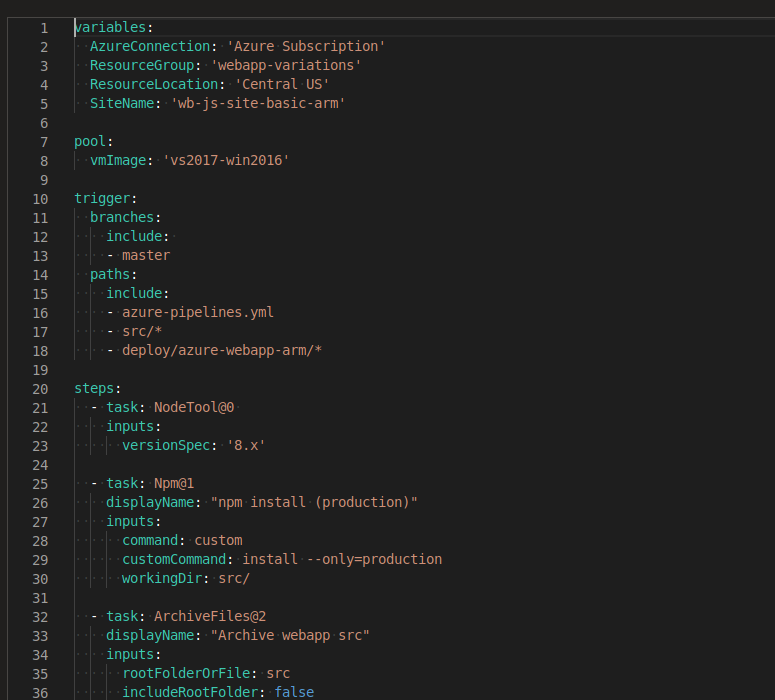 1 variables:
2   AzureConnection: 'Azure Subscription'
3   ResourceGroup: 'webapp-variations'
4   ResourceLocation: 'Central US'
5   SiteName: 'wb-js-site-basic-arm'
6
7 pool:
8   vmImage: 'vs2017-win2016'
9
10 trigger:
11   branches:
12     include:
13     - master
14   paths:
15     include:
16     - azure-pipelines.yml
17     - src/*
18     - deploy/azure-webapp-arm/*
19
20 steps:
21   - task: NodeTool@0
22     inputs:
23       versionSpec: '8.x'
24
25   - task: Npm@1
26     displayName: "npm install (production)"
27     inputs:
28       command: custom
29       customCommand: install --only=production
30       workingDir: src/
31
32   - task: ArchiveFiles@2
33     displayName: "Archive webapp src"
34     inputs:
35       rootFolderOrFile: src
36       includeRootFolder: false